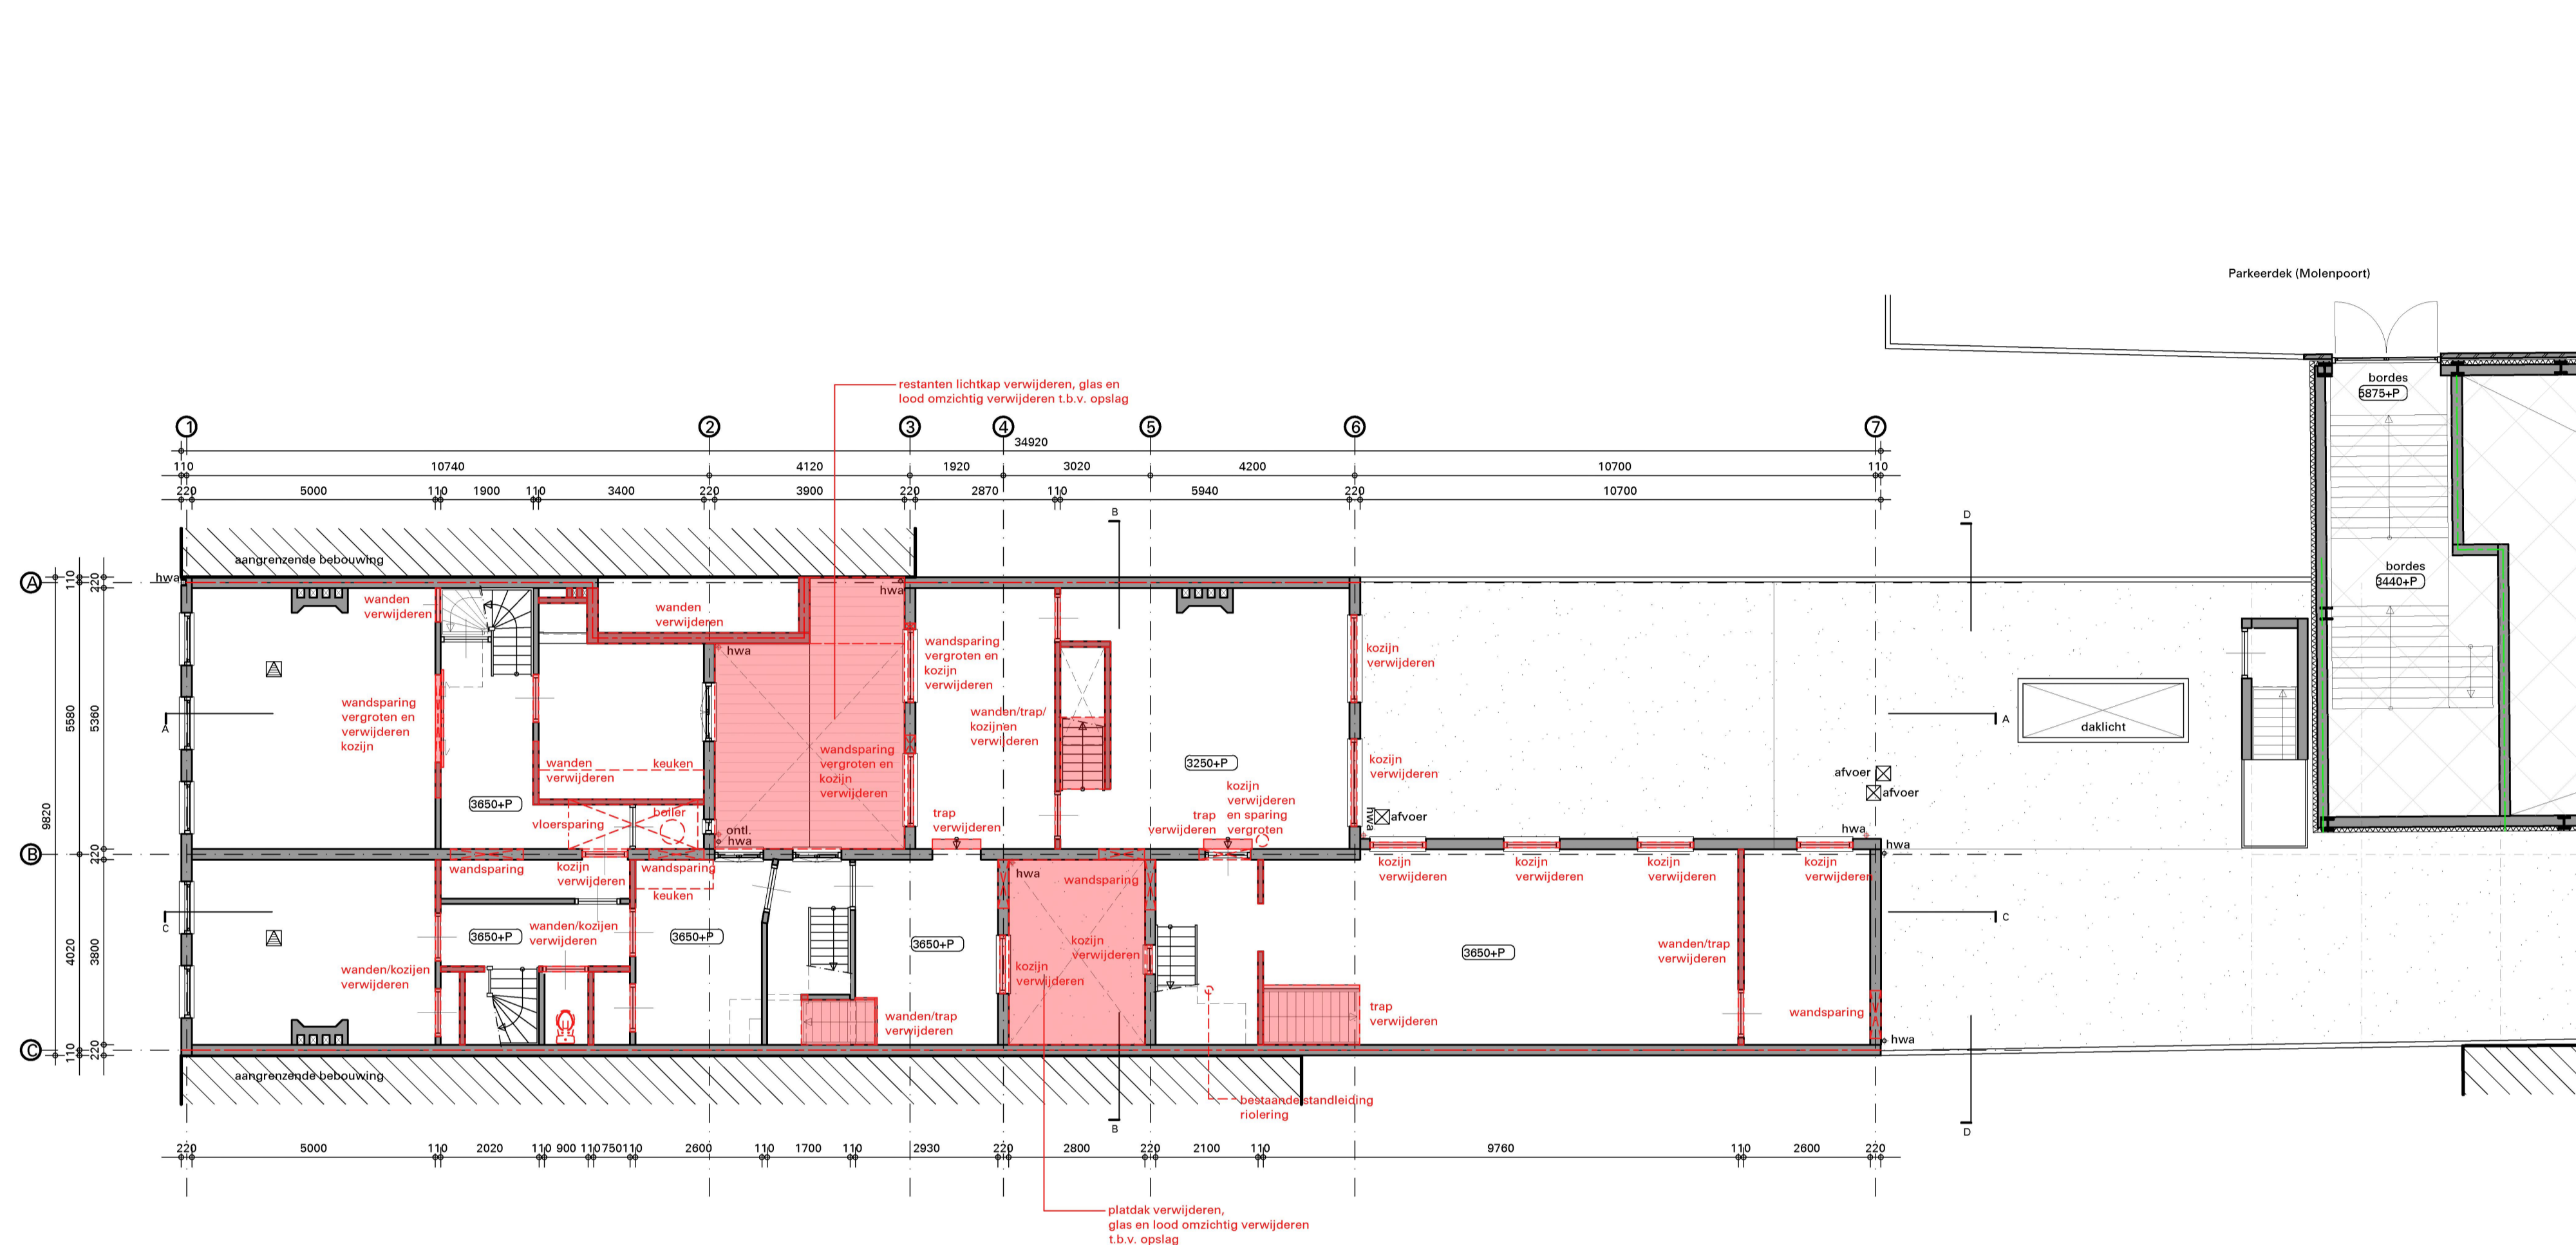 Parkeerdek (Molenpoort)
bordes
5875+P
restanten lichtkap verwijderen, glas en
lood omzichtig verwijderen t.b.v. opslag
1
2
3
4
5
6
7
34920
110
10740
4120
1920
3020
4200
10700
110
220
5000
110
1900
110
3400
220
3900
220
2870
110
5940
220
10700
B
D
aangrenzende bebouwing
bordes
3440+P
A
hwa
110
220
hwa
wanden
verwijderen
wanden
verwijderen
hwa
wandsparing
vergroten en
kozijn
verwijderen
kozijn
verwijderen
wandsparing
vergroten en
verwijderen
kozijn
wanden/trap/
kozijnen
verwijderen
5580
5360
A
A
daklicht
wandsparing
vergroten en
kozijn
verwijderen
wanden
verwijderen
keuken
3250+P
kozijn
verwijderen
afvoer
afvoer
kozijn
verwijderen
en sparing
vergroten
9820
3650+P
boiler
vloersparing
trap
verwijderen
trap
verwijderen
hwa
afvoer
ontl.
hwa
hwa
hwa
B
220
wandsparing
kozijn
verwijderen
wandsparing
keuken
hwa
wandsparing
kozijn
verwijderen
kozijn
verwijderen
kozijn
verwijderen
kozijn
verwijderen
C
C
3650+P
wanden/kozijen
verwijderen
3650+P
3650+P
kozijn
verwijderen
3650+P
wanden/trap
verwijderen
4020
3800
wanden/kozijen
verwijderen
kozijn
verwijderen
wanden/trap
verwijderen
trap
verwijderen
wandsparing
hwa
C
110
220
aangrenzende bebouwing
bestaande standleiding
riolering
B
D
220
5000
110
2020
110
900
110
750
110
2600
110
1700
110
2930
220
2800
220
2100
110
9760
110
2600
220
platdak verwijderen,
glas en lood omzichtig verwijderen
t.b.v. opslag